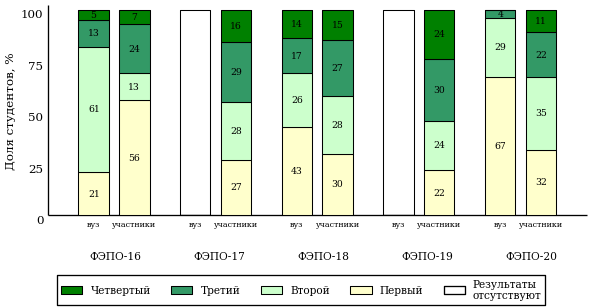 100
75
50
25
0
Доля студентов, %
5 7 16 14 15 24 4 11
13 24 29 17 27 30 29 22
61 13 28 26 28 24 67 35
21 56 27 43 30 22 32
вуз участники вуз участники вуз участники вуз участники вуз участники
ФЭПО-16 ФЭПО-17 ФЭПО-18 ФЭПО-19 ФЭПО-20
Четвертый Третий Второй Первый Результаты
отсутствуют